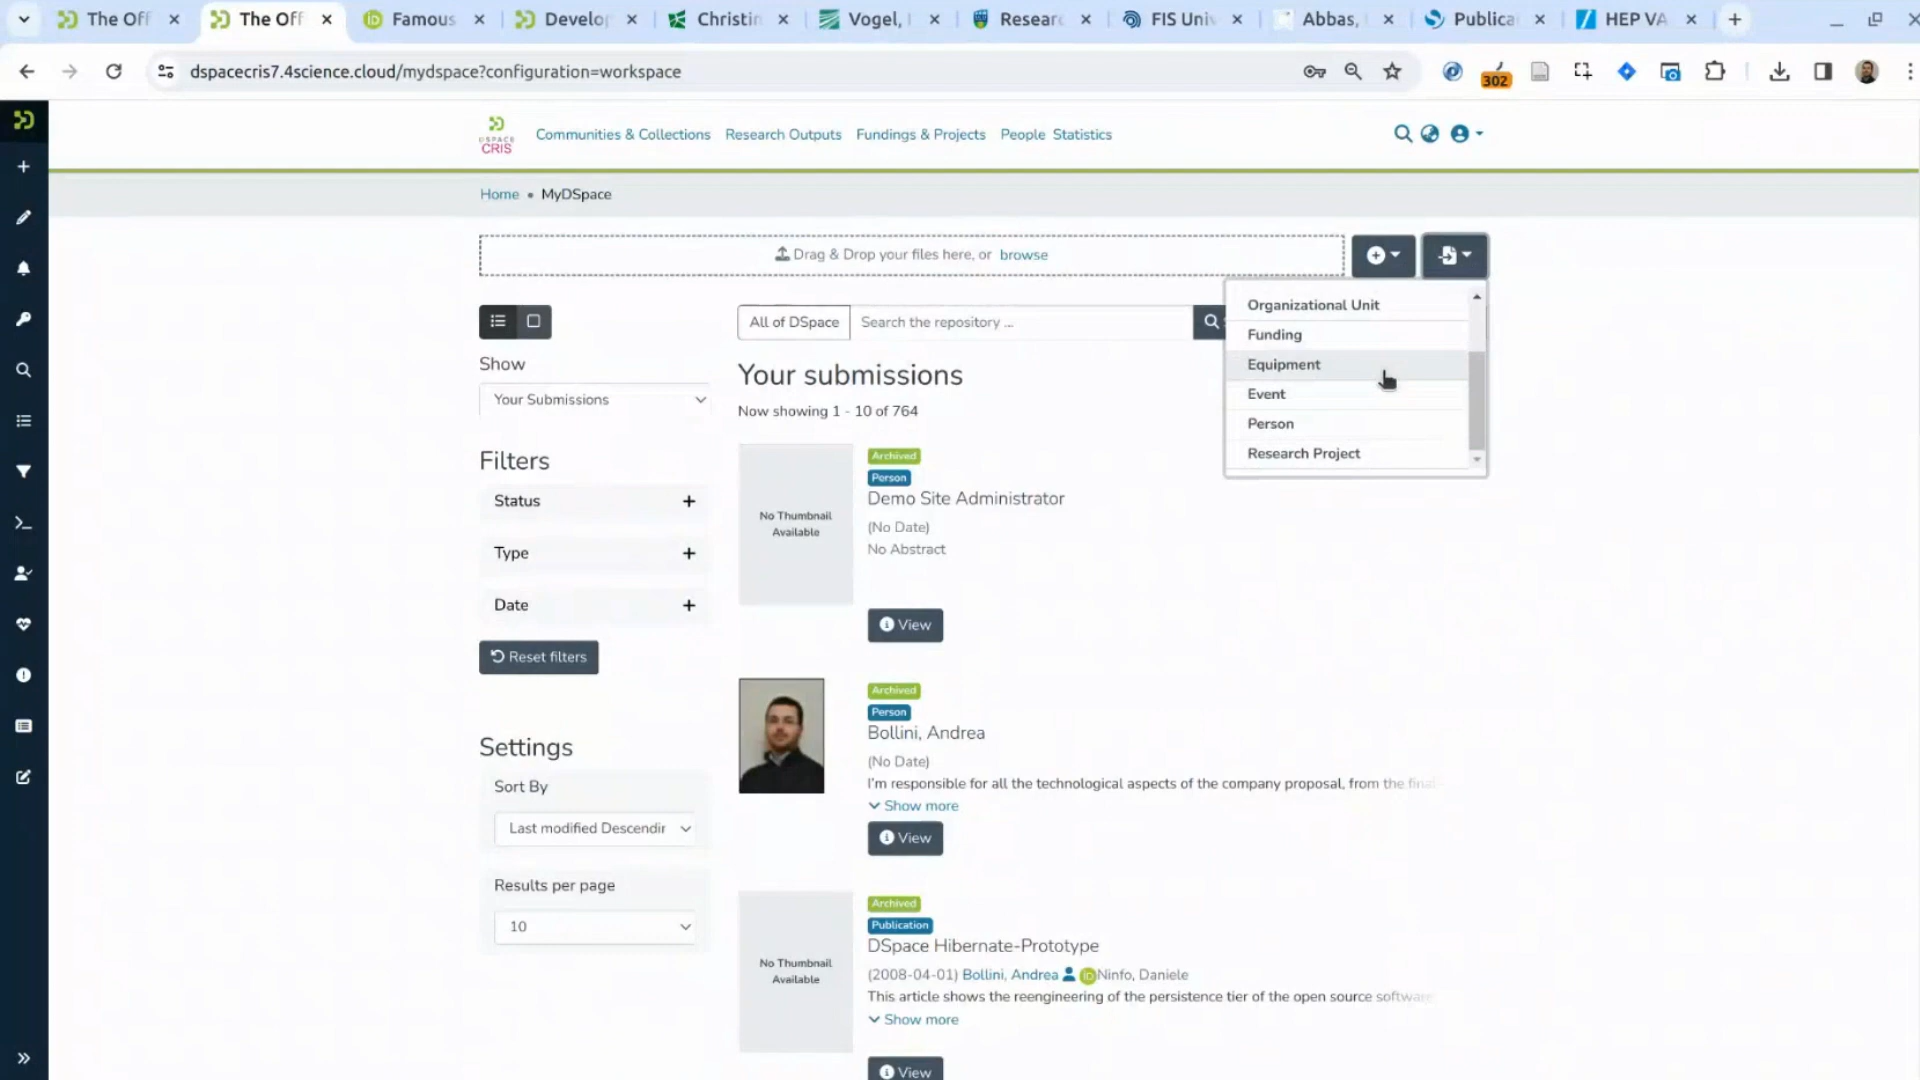 The Off
The Off
Famous
Develop
Christin
Vogel,
Resear
FIS Univ
Abbas,
Publica
HEP VA
dspacecris7.4science.cloud/mydspace?configuration=workspace
302
DSPACE
CRIS
Communities & Collections
Research Outputs
Fundings & Projects
People
Statistics
Home • MyDSpace
Drag & Drop your files here, or browse
Organizational Unit
Funding
Equipment
Event
Person
Research Project
Show
Your Submissions
Filters
Status
Type
Date
Reset filters
Settings
Sort By
Last modified Descendir
Results per page
10
All of DSpace
Search the repository ...
Your submissions
Now showing 1 - 10 of 764
No Thumbnail
Available
Archived
Person
Demo Site Administrator
(No Date)
No Abstract
View
Archived
Person
Bollini, Andrea
(No Date)
I'm responsible for all the technological aspects of the company proposal, from the final
Show more
View
No Thumbnail
Available
Archived
Publication
DSpace Hibernate-Prototype
(2008-04-01) Bollini, Andrea iD Ninfo, Daniele
This article shows the reengineering of the persistence tier of the open source software
Show more
View